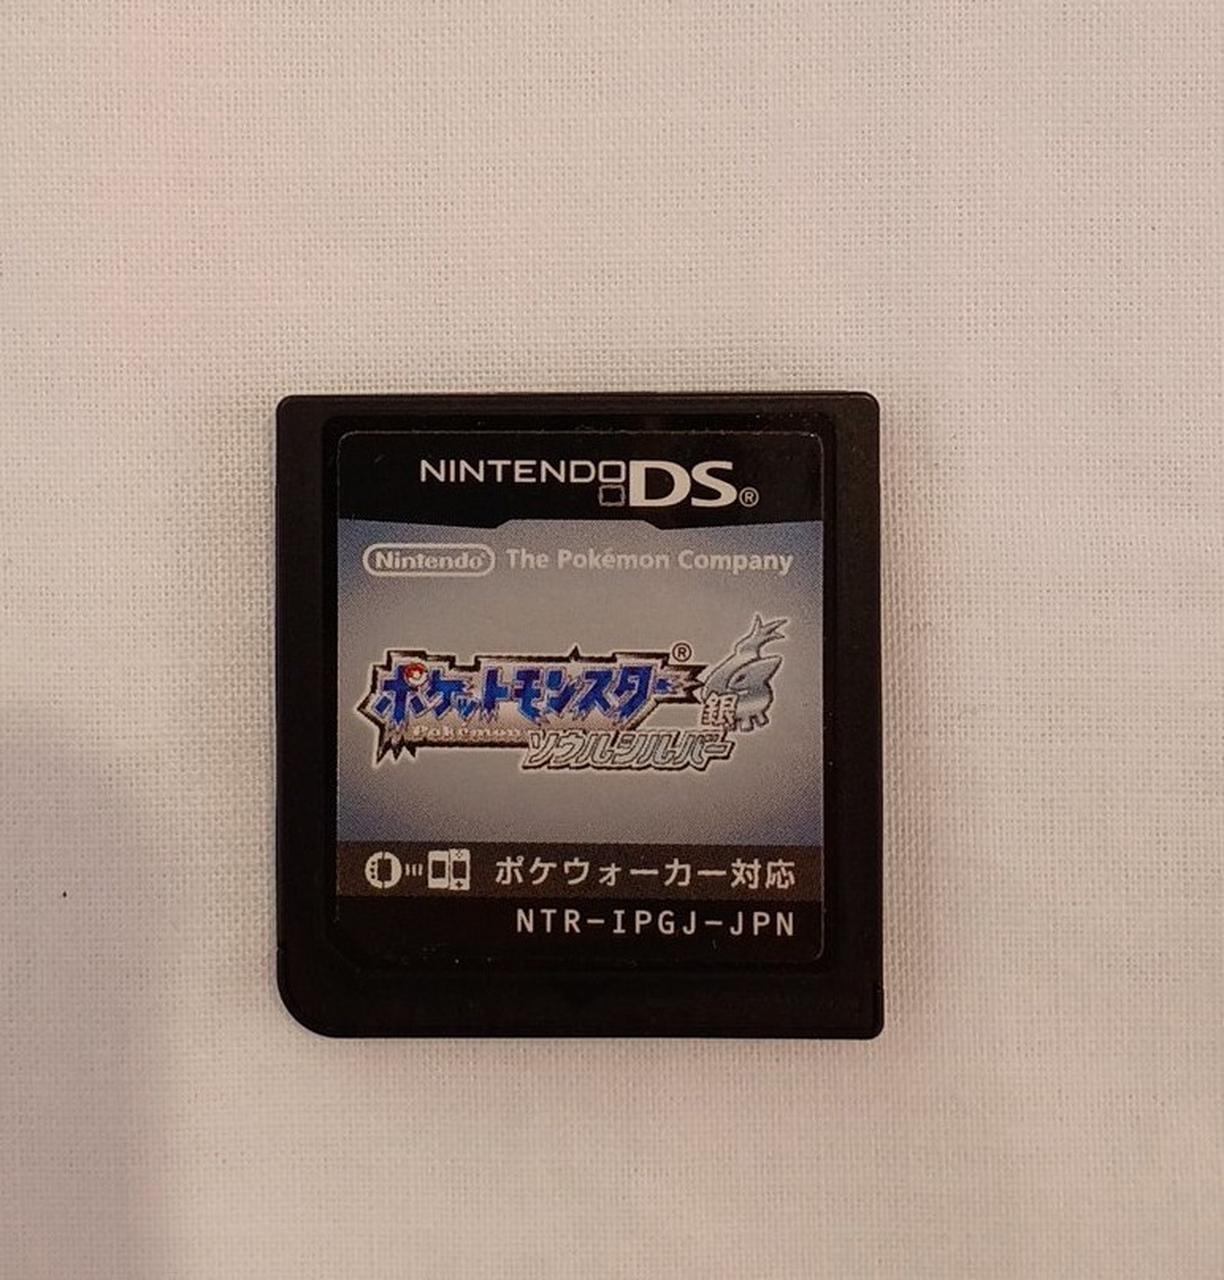 NINTENDO DS®
Nintendo® The Pokémon Company
ポケットモンスター®
Pokémon
銀
ソウルシルバー
ポケウォーカー対応
NTR-IPGJ-JPN